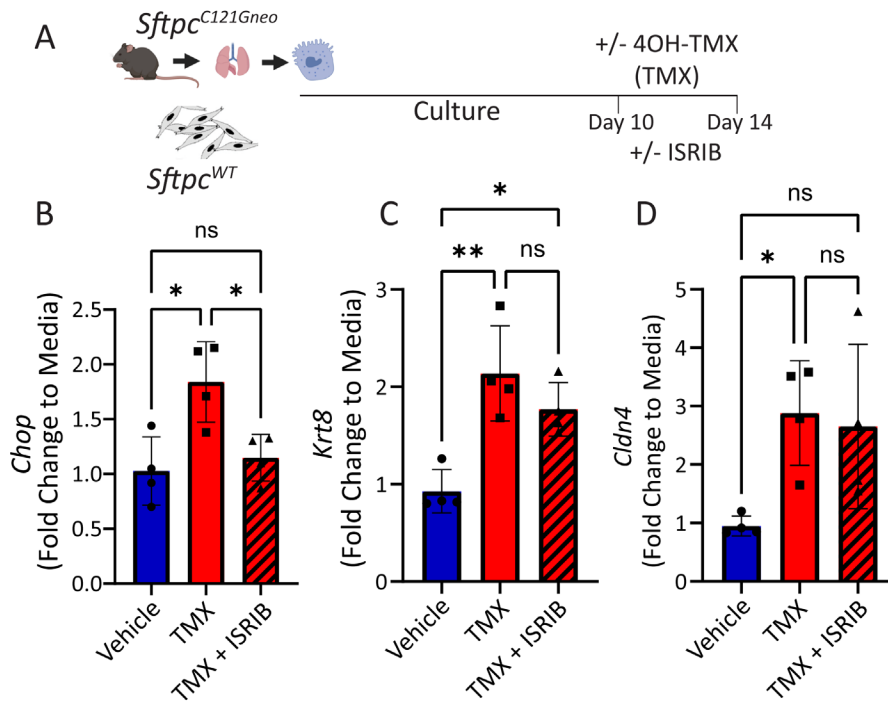 A
Sftpc^C121Gneo
Sftpc^WT
+/- 4OH-TMX
(TMX)
Culture
Day 10
Day 14
+/- ISRIB
B
ns
*
*
Chop
(Fold Change to Media)
2.5
2.0
1.5
1.0
0.5
0.0
Vehicle
TMX
TMX + ISRIB
C
*
**
ns
Krt8
(Fold Change to Media)
3
2
1
0
Vehicle
TMX
TMX + ISRIB
D
ns
*
ns
Cldn4
(Fold Change to Media)
5
4
3
2
1
0
Vehicle
TMX
TMX + ISRIB